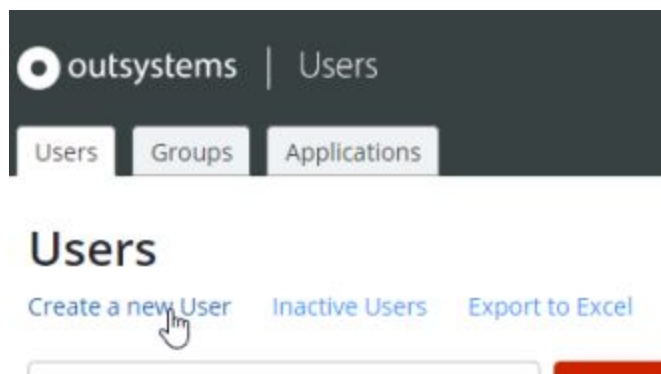 outsystems | Users
Users Groups Applications
Users
Create a new User Inactive Users Export to Excel